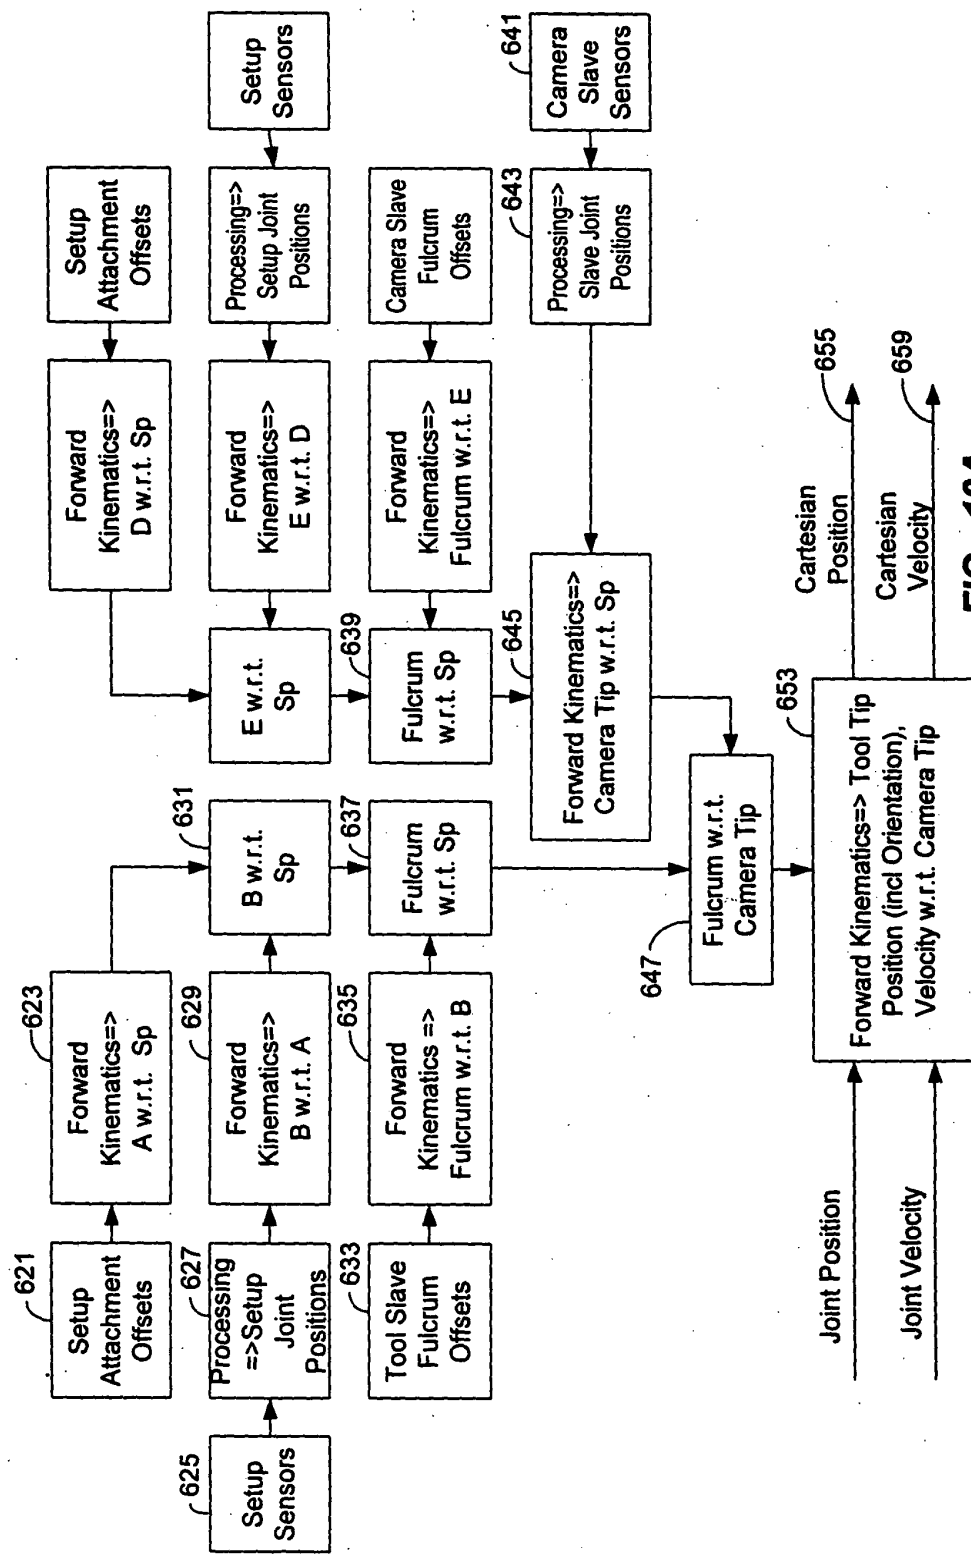 621
Setup
Attachment
Offsets
623
Forward
Kinematics=>
A w.r.t. Sp
Forward
Kinematics=>
D w.r.t. Sp
Setup
Attachment
Offsets
625
Setup
Sensors
627
Processing
=>Setup
Joint
Positions
629
Forward
Kinematics=>
B w.r.t. A
631
B w.r.t.
Sp
E w.r.t.
Sp
Forward
Kinematics=>
E w.r.t. D
Processing=>
Setup Joint
Positions
Setup
Sensors
633
Tool Slave
Fulcrum
Offsets
635
Forward
Kinematics =>
Fulcrum w.r.t. B
637
Fulcrum
w.r.t. Sp
639
Fulcrum
w.r.t. Sp
Forward
Kinematics=>
Fulcrum w.r.t. E
Camera Slave
Fulcrum
Offsets
645
Forward Kinematics=>
Camera Tip w.r.t. Sp
643
Processing=>
Slave Joint
Positions
641
Camera
Slave
Sensors
647
Fulcrum w.r.t.
Camera Tip
Joint Position
Joint Velocity
653
Forward Kinematics=> Tool Tip
Position (incl Orientation),
Velocity w.r.t. Camera Tip
Cartesian
Position
655
Cartesian
Velocity
659
FIG.